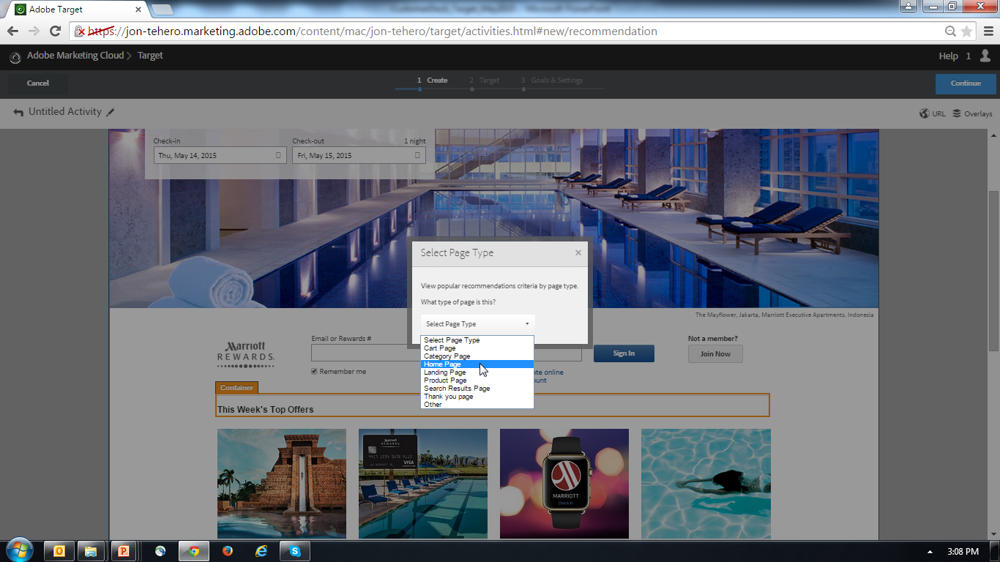 Adobe Target
https://jon-tehero.marketing.adobe.com/content/mac/jon-tehero/target/activities.html#new/recommendation
Adobe Marketing Cloud
Target
Help
1
Cancel
1 Create
2 Target
3 Goals & Settings
Continue
Untitled Activity
URL
Overlays
Check-in
Check-out
1 night
Thu, May 14, 2015
Fri, May 15, 2015
Select Page Type
View popular recommendations criteria by page type.
What type of page is this?
Select Page Type
Select Page Type
Cart Page
Category Page
Home Page
Landing Page
Product Page
Search Results Page
Thank you page
Other
The Mayflower, Jakarta, Marriott Executive Apartments, Indonesia
Marriott
REWARDS.
Email or Rewards #
Remember me
Sign In
ate online
ount
Not a member?
Join Now
Container
This Week's Top Offers
Marriott
REWARDS
VISA
MARRIOTT
Check in
3:08 PM